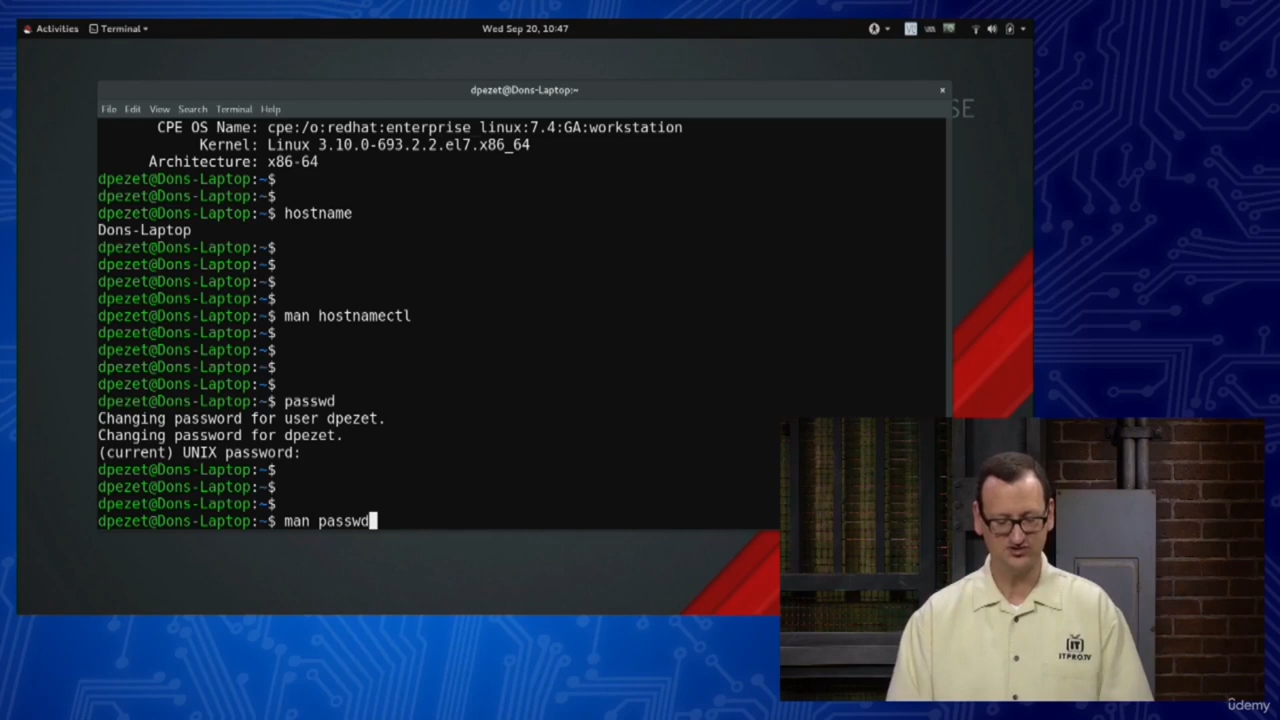 Activities Terminal Wed Sep 20, 10:47
dpezet@Dons-Laptop:~ ×
SE
File Edit View Search Terminal Help
CPE OS Name: cpe:/o:redhat:enterprise_linux:7.4:GA:workstation
Kernel: Linux 3.10.0-693.2.2.el7.x86_64
Architecture: x86-64
dpezet@Dons-Laptop:~$
dpezet@Dons-Laptop:~$
dpezet@Dons-Laptop:~$ hostname
Dons-Laptop
dpezet@Dons-Laptop:~$
dpezet@Dons-Laptop:~$
dpezet@Dons-Laptop:~$
dpezet@Dons-Laptop:~$
dpezet@Dons-Laptop:~$ man hostnamectl
dpezet@Dons-Laptop:~$
dpezet@Dons-Laptop:~$
dpezet@Dons-Laptop:~$
dpezet@Dons-Laptop:~$
dpezet@Dons-Laptop:~$ passwd
Changing password for user dpezet.
Changing password for dpezet.
(current) UNIX password:
dpezet@Dons-Laptop:~$
dpezet@Dons-Laptop:~$
dpezet@Dons-Laptop:~$
dpezet@Dons-Laptop:~$ man passwd
IT
ITPRO.TV
udemy